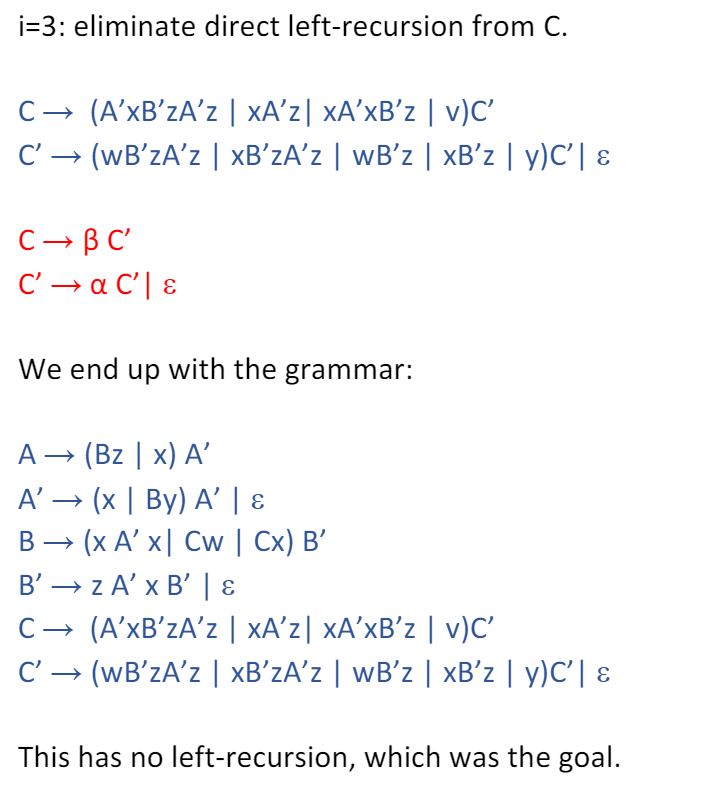 i=3: eliminate direct left-recursion from C.
C → (A’xB’zA’z | xA’z| xA’xB’z | v)C’
C’ → (wB’zA’z | xB’zA’z | wB’z | xB’z | y)C’| ε
C → β C’
C’ → α C’| ε
We end up with the grammar:
A → (Bz | x) A’
A’ → (x | By) A’ | ε
B → (x A’ x| Cw | Cx) B’
B’ → z A’ x B’ | ε
C → (A’xB’zA’z | xA’z| xA’xB’z | v)C’
C’ → (wB’zA’z | xB’zA’z | wB’z | xB’z | y)C’| ε
This has no left-recursion, which was the goal.